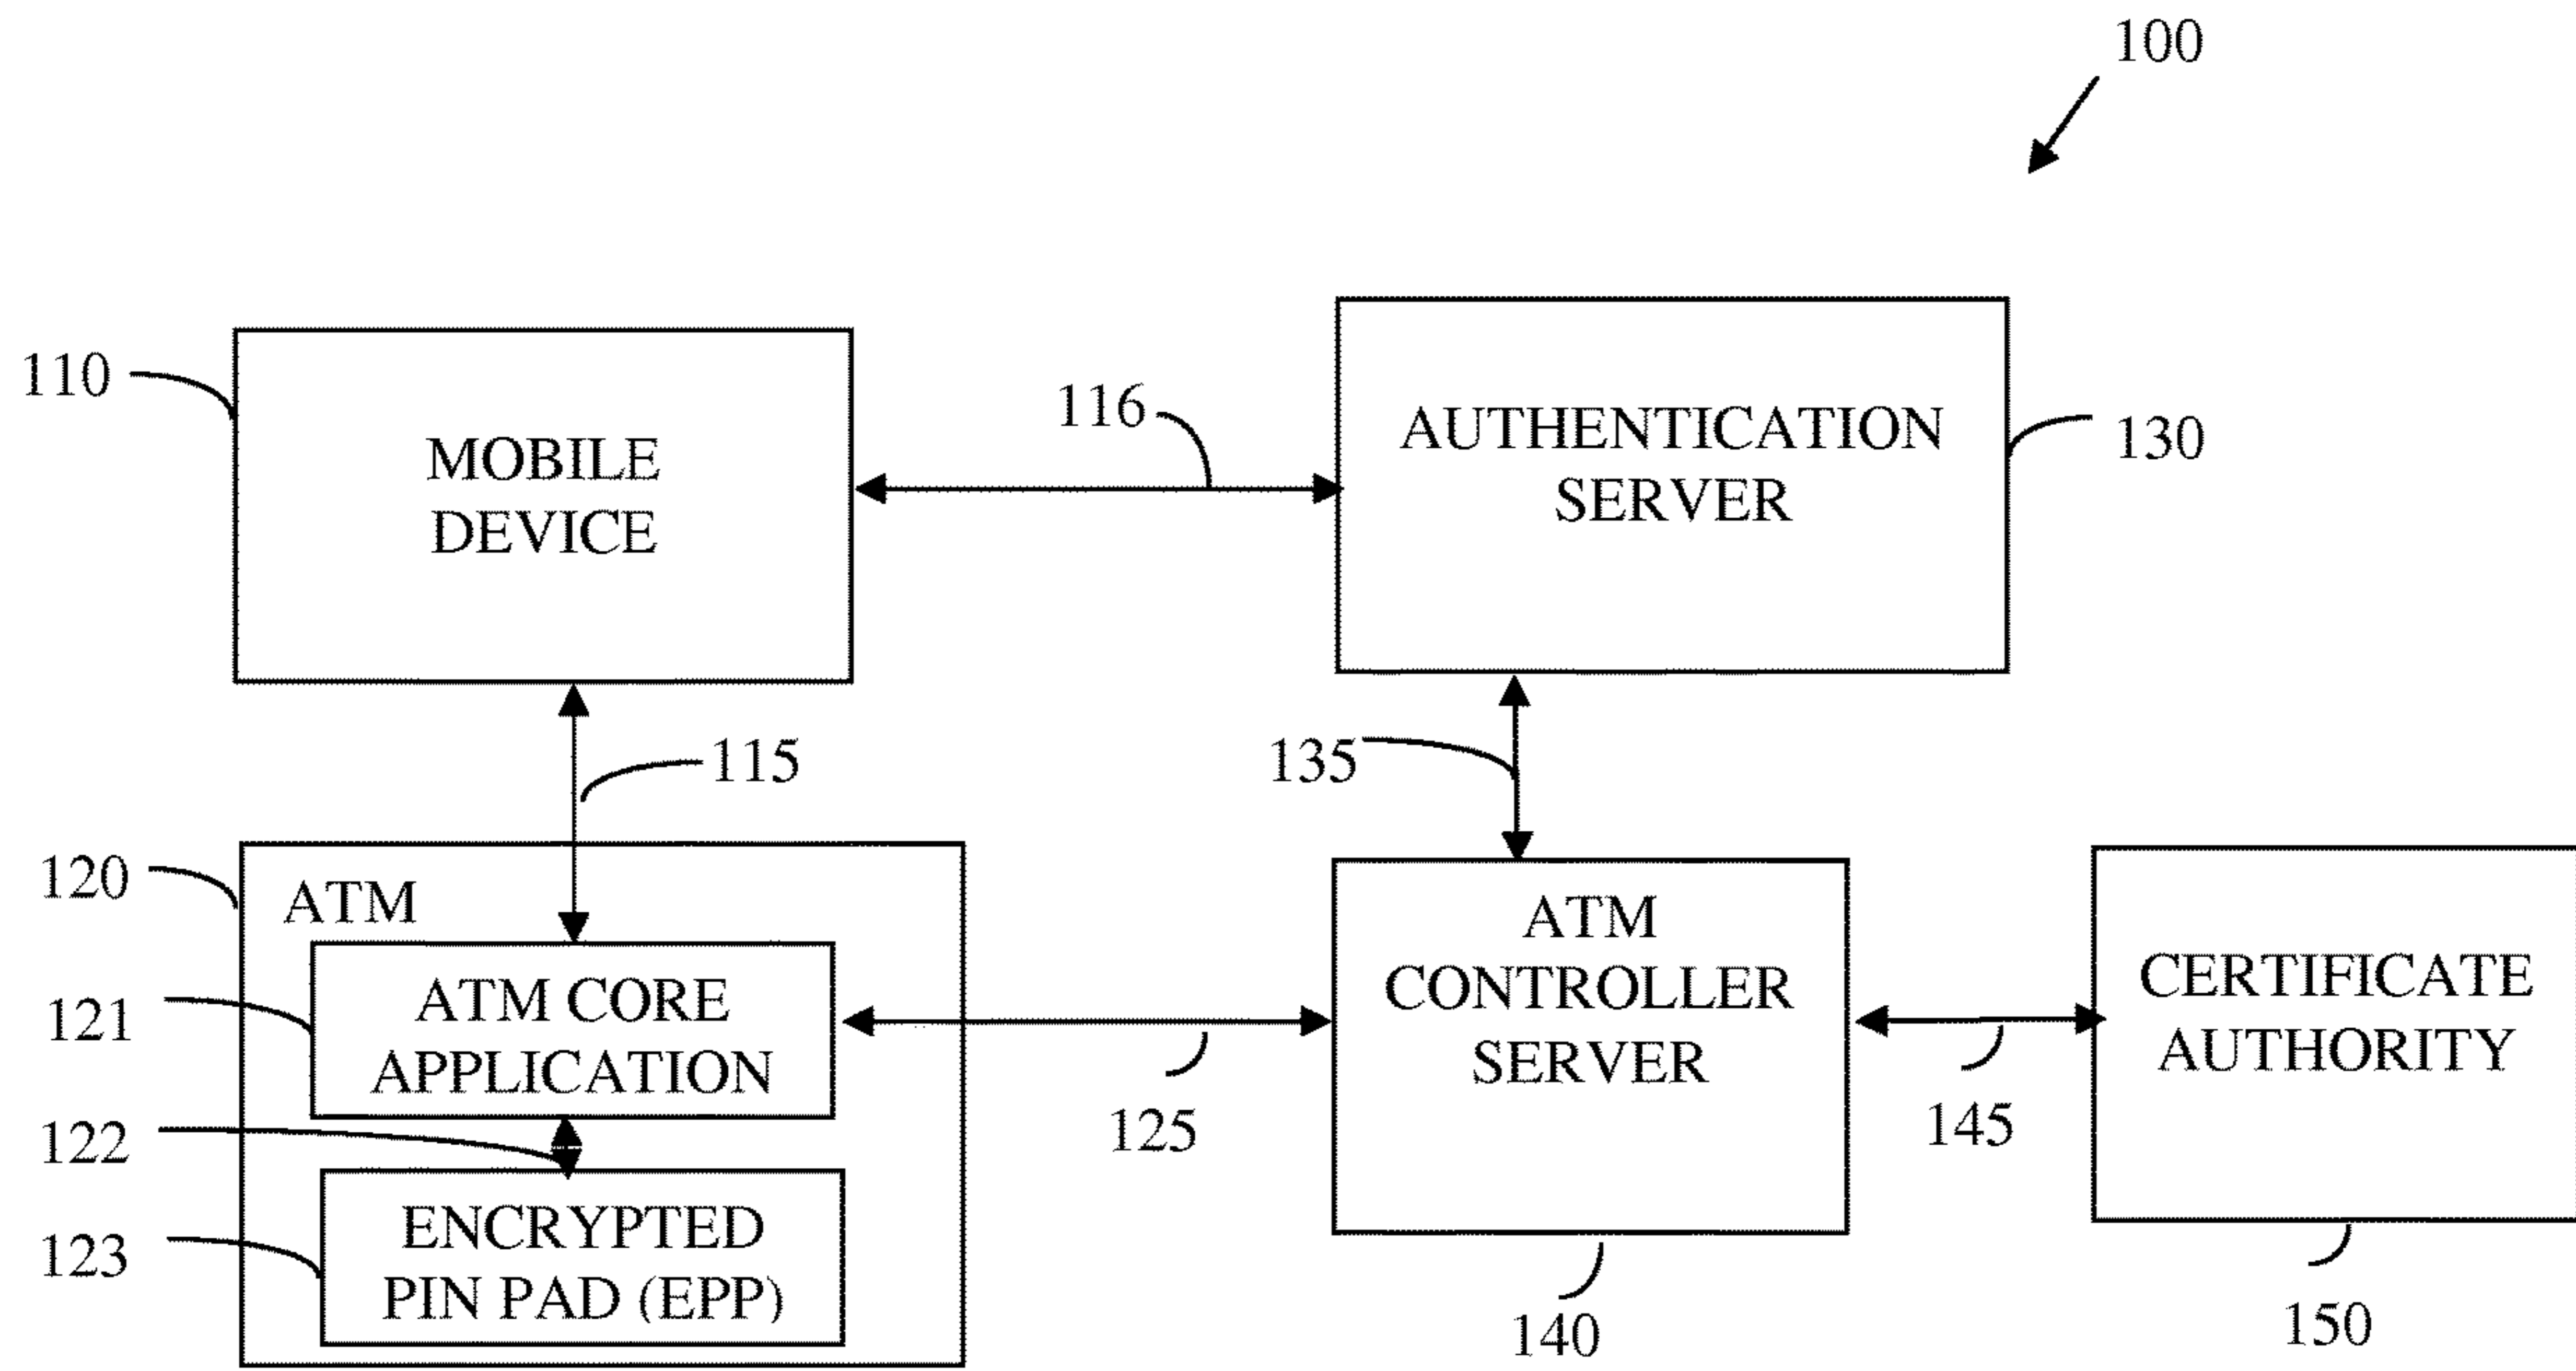 100
110
MOBILE
DEVICE
116
AUTHENTICATION
SERVER
130
115
135
120
ATM
121
ATM CORE
APPLICATION
122
123
ENCRYPTED
PIN PAD (EPP)
125
ATM
CONTROLLER
SERVER
140
145
CERTIFICATE
AUTHORITY
150